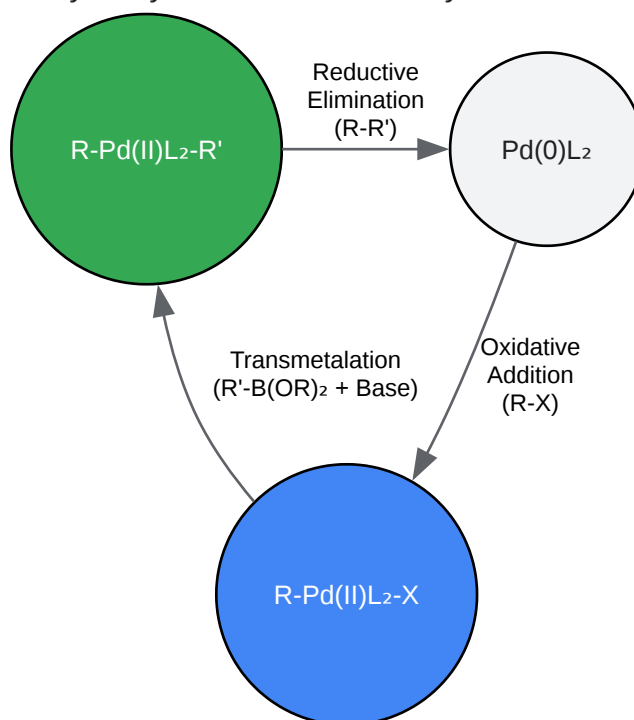 Reductive
Elimination
(R-R')
R-Pd(II)L₂-R'
Pd(0)L₂
Transmetalation
(R'-B(OR)₂ + Base)
Oxidative
Addition
(R-X)
R-Pd(II)L₂-X